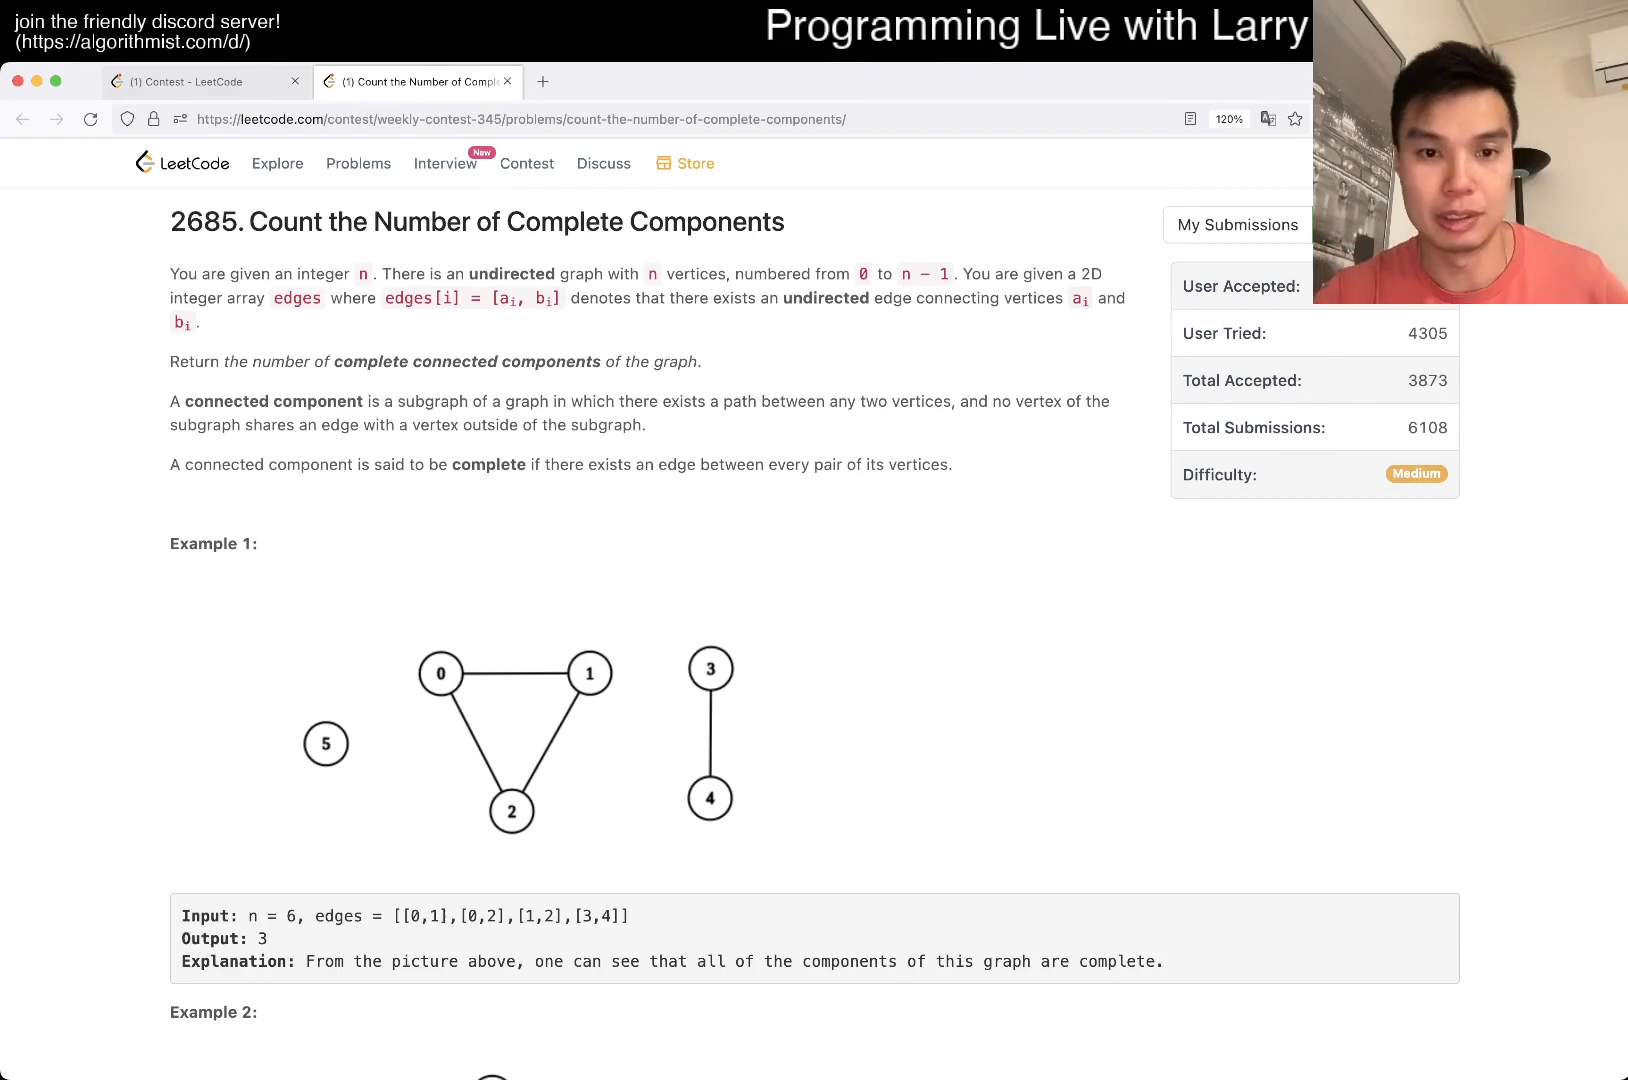 join the friendly discord server!
(https://algorithmist.com/d/)
Programming Live with Larry
(1) Contest - LeetCode
(1) Count the Number of Comple
https://leetcode.com/contest/weekly-contest-345/problems/count-the-number-of-complete-components/
120%
LeetCode
Explore
Problems
Interview
New
Contest
Discuss
Store
2685. Count the Number of Complete Components
My Submissions
You are given an integer n. There is an undirected graph with n vertices, numbered from 0 to n - 1. You are given a 2D
integer array edges where edges[i] = [ai, bi] denotes that there exists an undirected edge connecting vertices ai and
bi.
Return the number of complete connected components of the graph.
A connected component is a subgraph of a graph in which there exists a path between any two vertices, and no vertex of the
subgraph shares an edge with a vertex outside of the subgraph.
A connected component is said to be complete if there exists an edge between every pair of its vertices.
User Accepted:
User Tried: 4305
Total Accepted: 3873
Total Submissions: 6108
Difficulty: Medium
Example 1:
0
1
3
5
2
4
Input: n = 6, edges = [[0,1],[0,2],[1,2],[3,4]]
Output: 3
Explanation: From the picture above, one can see that all of the components of this graph are complete.
Example 2: